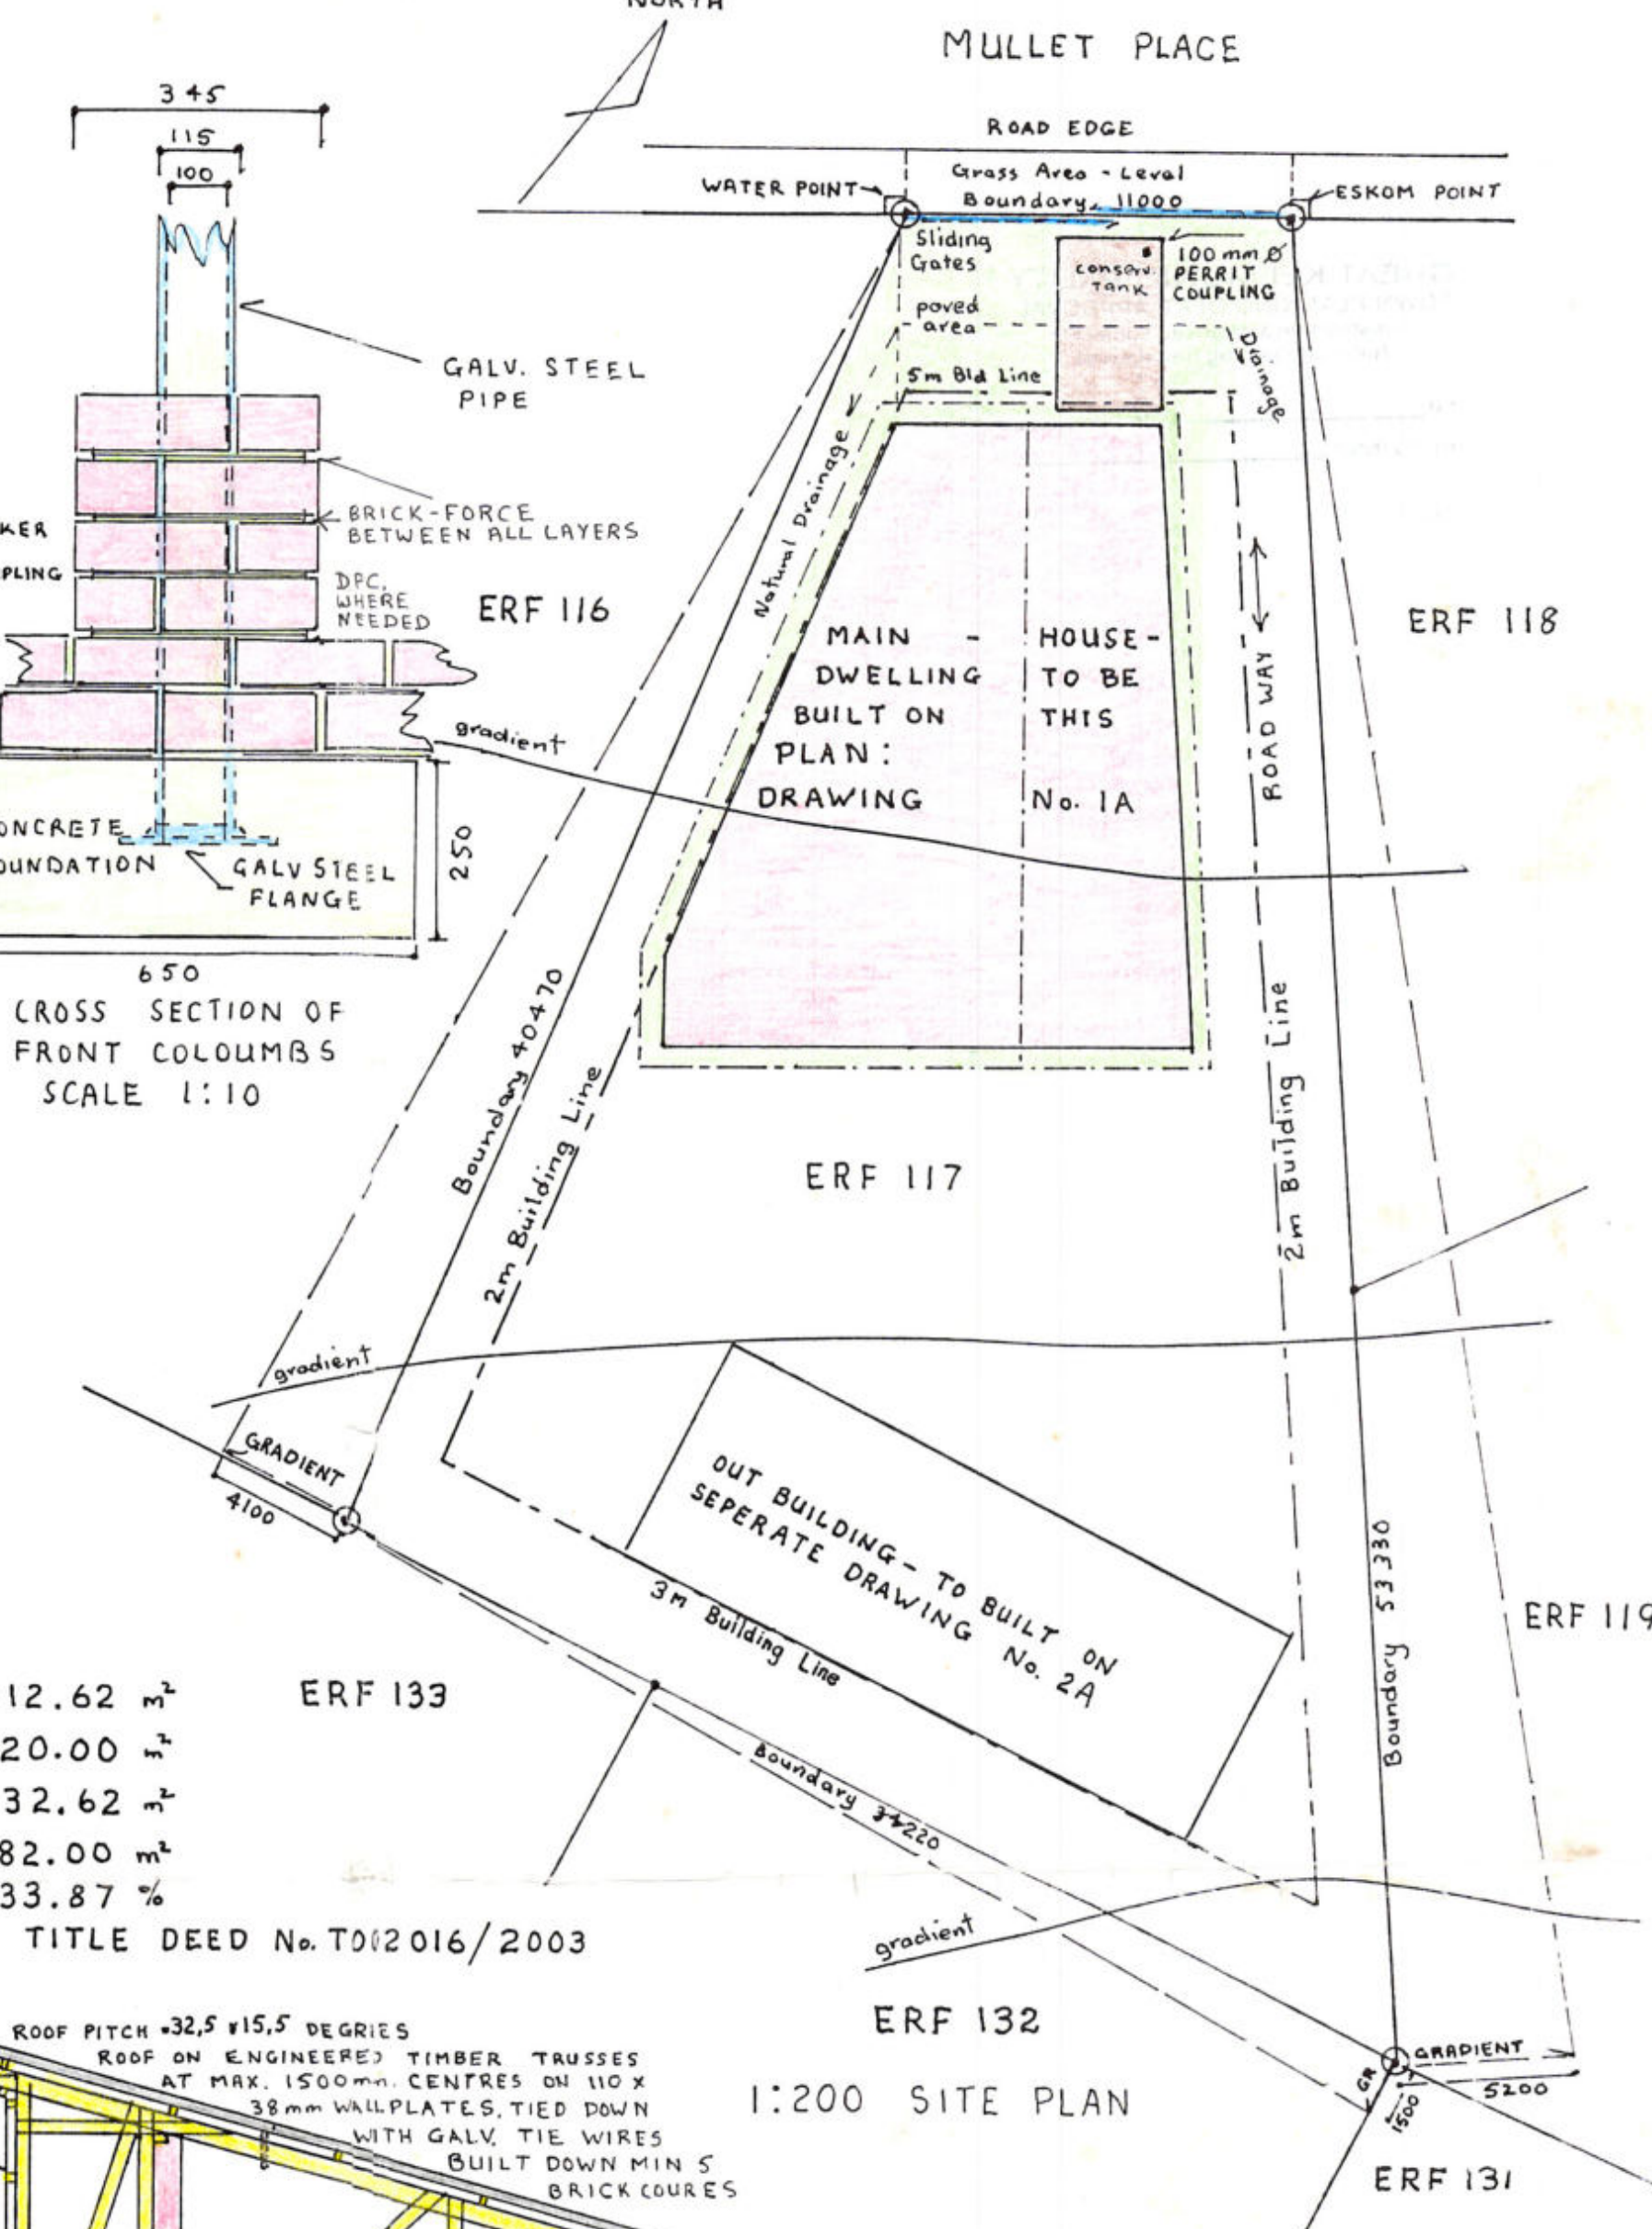 NORTH
MULLET PLACE
345
115
100
ROAD EDGE
Grass Area - Level
WATER POINT
Boundary 11000
ESKOM POINT
Sliding
Gates
conserv.
TANK
100 mm Ø
PERRIT
COUPLING
poved
area
Drainage
5m Bld Line
GALV. STEEL
PIPE
Natural Drainage
BRICK-FORCE
BETWEEN ALL LAYERS
KER
PLING
DPC.
WHERE
NEEDED
ERF 116
ERF 118
MAIN - HOUSE -
DWELLING TO BE
BUILT ON THIS
PLAN:
DRAWING No. 1A
ROAD WAY
gradient
ONCRETE
OUNDATION
GALV STEEL
FLANGE
250
650
CROSS SECTION OF
FRONT COLOUMBS
SCALE 1:10
Boundary 40470
2m Building Line
2m Building Line
ERF 117
gradient
GRADIENT
4100
OUT BUILDING - TO BUILT ON
SEPERATE DRAWING No. 2A
3m Building Line
Boundary 53330
ERF 119
ERF 133
12.62 m²
20.00 m²
32.62 m²
82.00 m²
33.87 %
Boundary 34220
TITLE DEED No. T002016/2003
gradient
ERF 132
ROOF PITCH 32,5 15,5 DEGRIES
ROOF ON ENGINEERED TIMBER TRUSSES
AT MAX. 1500mm. CENTRES ON 110 X
38mm WALLPLATES, TIED DOWN
WITH GALV. TIE WIRES
BUILT DOWN MIN 5
BRICK COURES
1:200 SITE PLAN
GRADIENT
GR
1500
5200
ERF 131